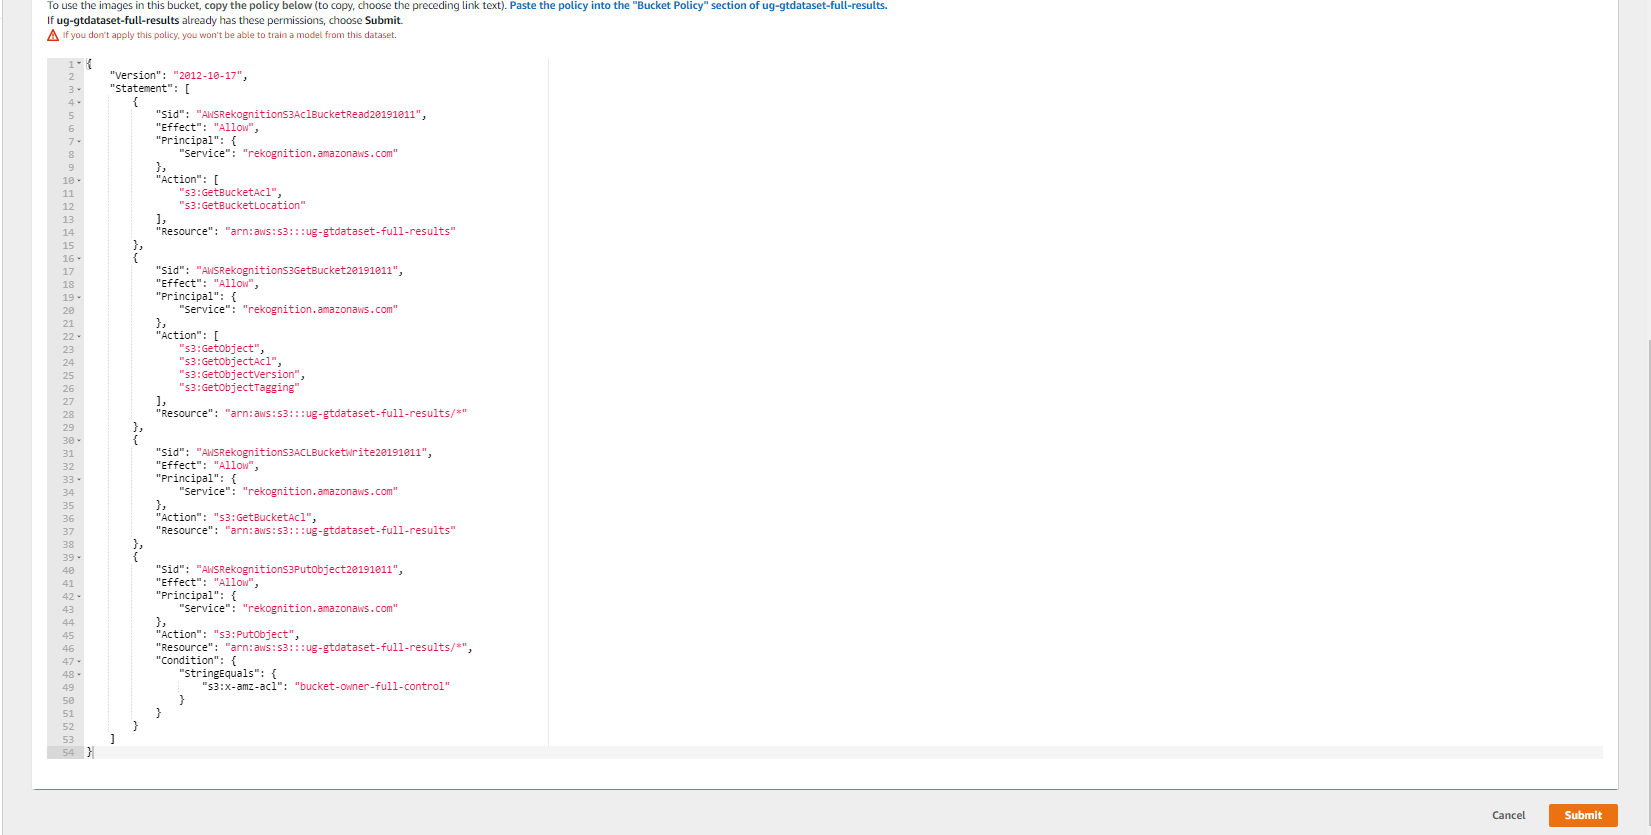 To use the images in this bucket, copy the policy below (to copy, choose the preceding link text). Paste the policy into the "Bucket Policy" section of ug-gtdataset-full-results.
If ug-gtdataset-full-results already has these permissions, choose Submit.
If you don't apply this policy, you won't be able to train a model from this dataset.
1 {
2 "Version": "2012-10-17",
3 "Statement": [
4 {
5 "Sid": "AWSRekognitionS3AclBucketRead20191011",
6 "Effect": "Allow",
7 "Principal": {
8 "Service": "rekognition.amazonaws.com"
9 },
10 "Action": [
11 "s3:GetBucketAcl",
12 "s3:GetBucketLocation"
13 ],
14 "Resource": "arn:aws:s3:::ug-gtdataset-full-results"
15 },
16 {
17 "Sid": "AWSRekognitionS3GetBucket20191011",
18 "Effect": "Allow",
19 "Principal": {
20 "Service": "rekognition.amazonaws.com"
21 },
22 "Action": [
23 "s3:GetObject",
24 "s3:GetObjectAcl",
25 "s3:GetObjectVersion",
26 "s3:GetObjectTagging"
27 ],
28 "Resource": "arn:aws:s3:::ug-gtdataset-full-results/*"
29 },
30 {
31 "Sid": "AWSRekognitionS3ACLBucketWrite20191011",
32 "Effect": "Allow",
33 "Principal": {
34 "Service": "rekognition.amazonaws.com"
35 },
36 "Action": "s3:GetBucketAcl",
37 "Resource": "arn:aws:s3:::ug-gtdataset-full-results"
38 },
39 {
40 "Sid": "AWSRekognitionS3PutObject20191011",
41 "Effect": "Allow",
42 "Principal": {
43 "Service": "rekognition.amazonaws.com"
44 },
45 "Action": "s3:PutObject",
46 "Resource": "arn:aws:s3:::ug-gtdataset-full-results/*",
47 "Condition": {
48 "StringEquals": {
49 "s3:x-amz-acl": "bucket-owner-full-control"
50 }
51 }
52 }
53 ]
54 }
Cancel Submit